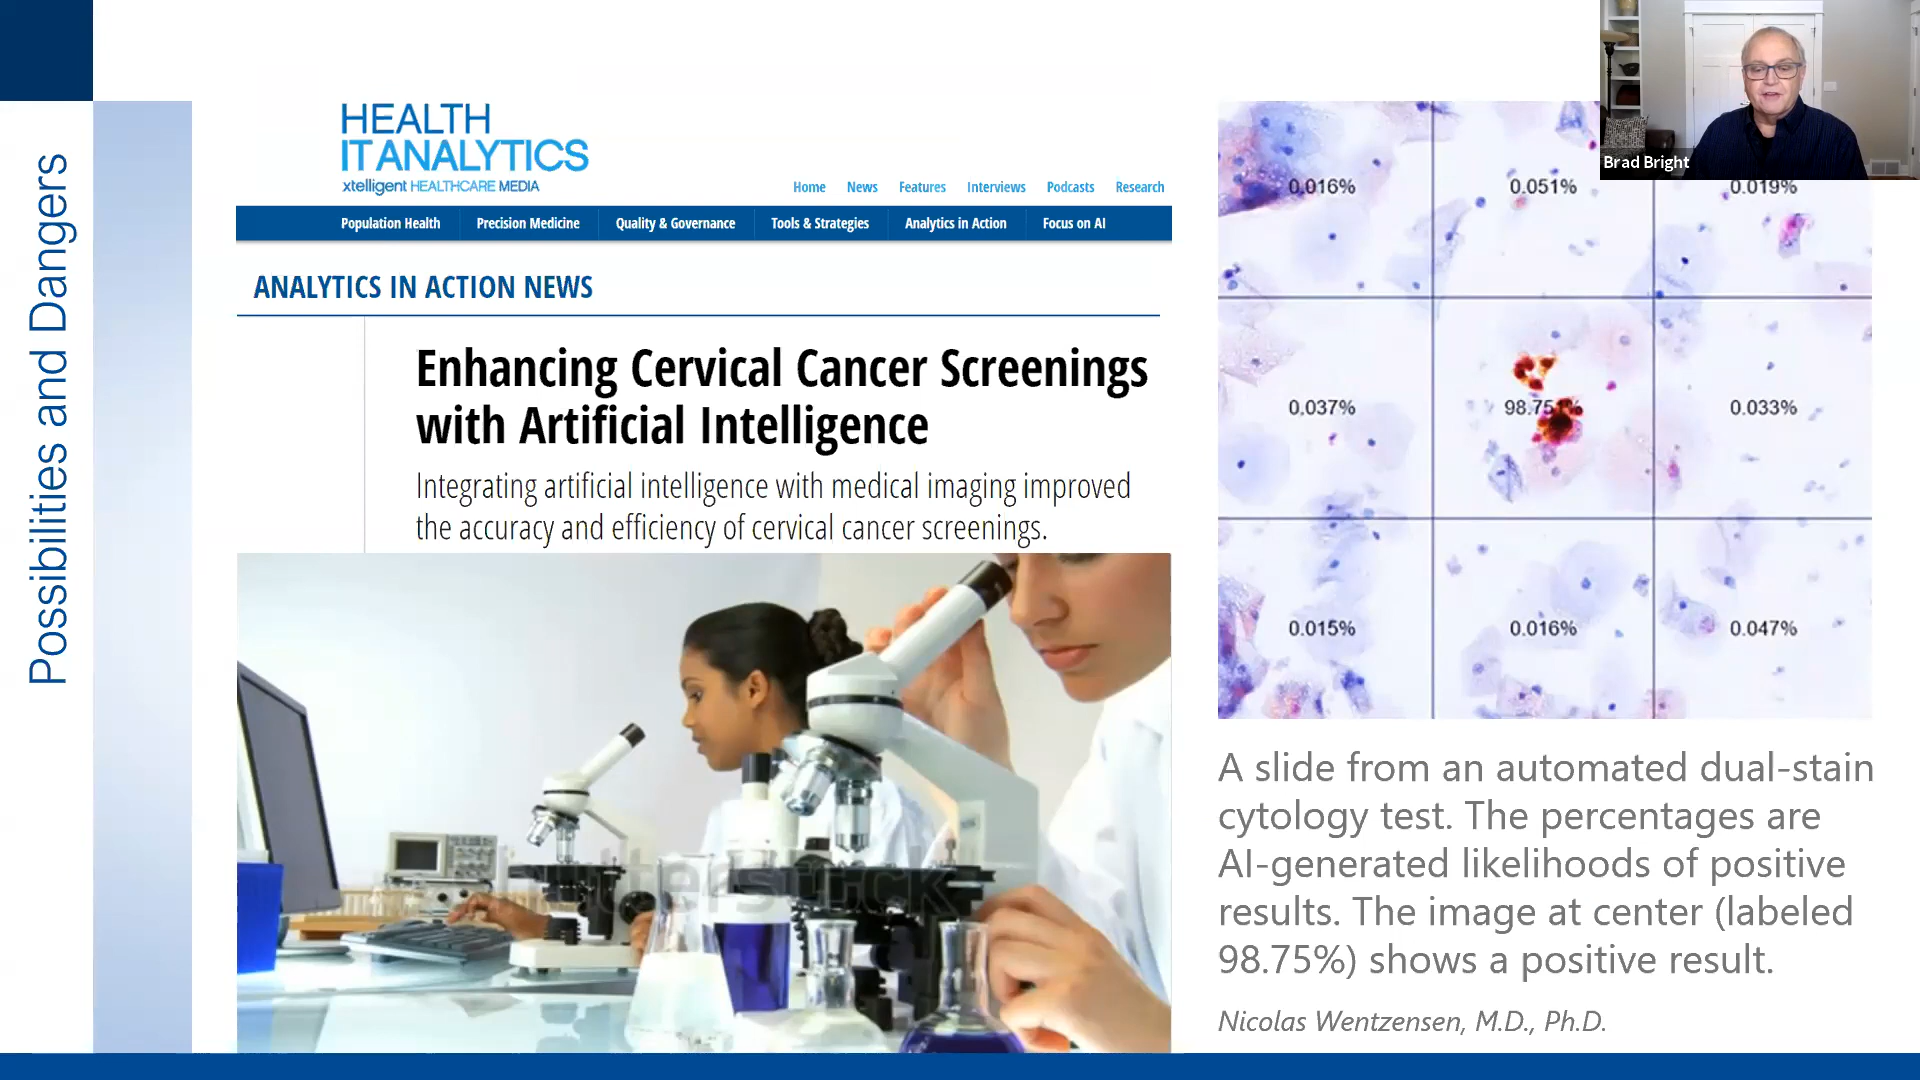 Possibilities and Dangers
HEALTH
IT ANALYTICS
xtelligent HEALTHCARE MEDIA
Home News Features Interviews Podcasts Research
Population Health Precision Medicine Quality & Governance Tools & Strategies Analytics in Action Focus on AI
ANALYTICS IN ACTION NEWS
Enhancing Cervical Cancer Screenings
with Artificial Intelligence
Integrating artificial intelligence with medical imaging improved
the accuracy and efficiency of cervical cancer screenings.
Brad Bright
0.016% 0.051% 0.019%
0.037% 98.75 0.033%
0.015% 0.016% 0.047%
A slide from an automated dual-stain
cytology test. The percentages are
AI-generated likelihoods of positive
results. The image at center (labeled
98.75%) shows a positive result.
Nicolas Wentzensen, M.D., Ph.D.